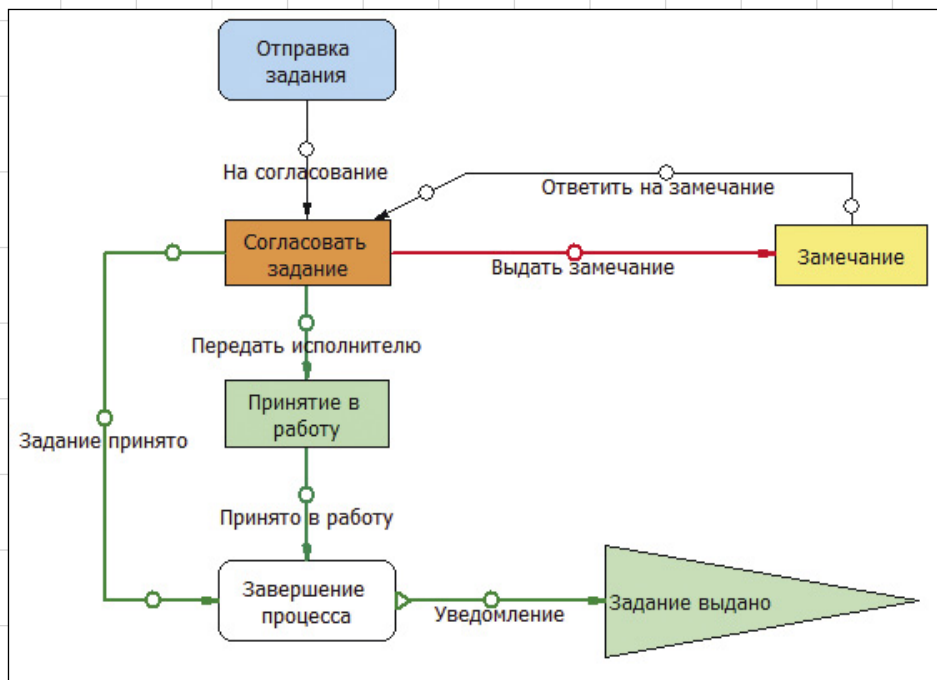 Отправка
задания
На согласование
Ответить на замечание
Согласовать
задание
Выдать замечание
Замечание
Передать исполнителю
Принятие в
работу
Задание принято
Принято в работу
Завершение
процесса
Уведомление
Задание выдано